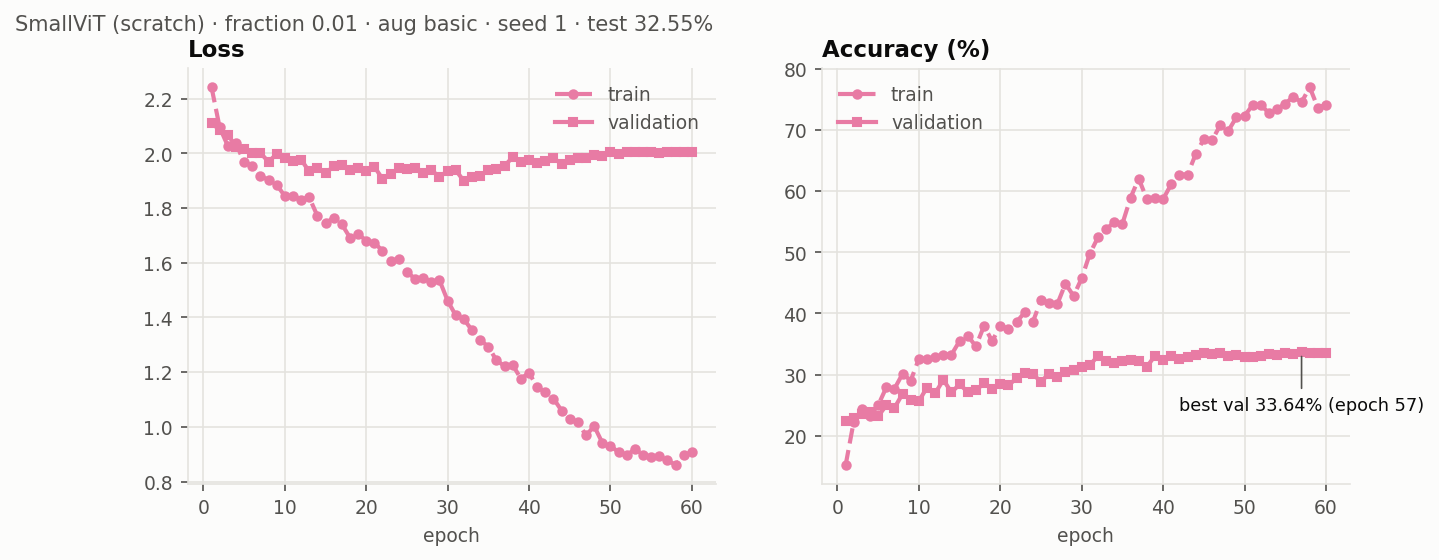 SmallViT (scratch) · fraction 0.01 · aug basic · seed 1 · test 32.55%
Loss
2.2
2.0
1.8
1.6
1.4
1.2
1.0
0.8
0 10 20 30 40 50 60
epoch
train
validation
Accuracy (%)
80
70
60
50
40
30
20
0 10 20 30 40 50 60
epoch
train
validation
best val 33.64% (epoch 57)